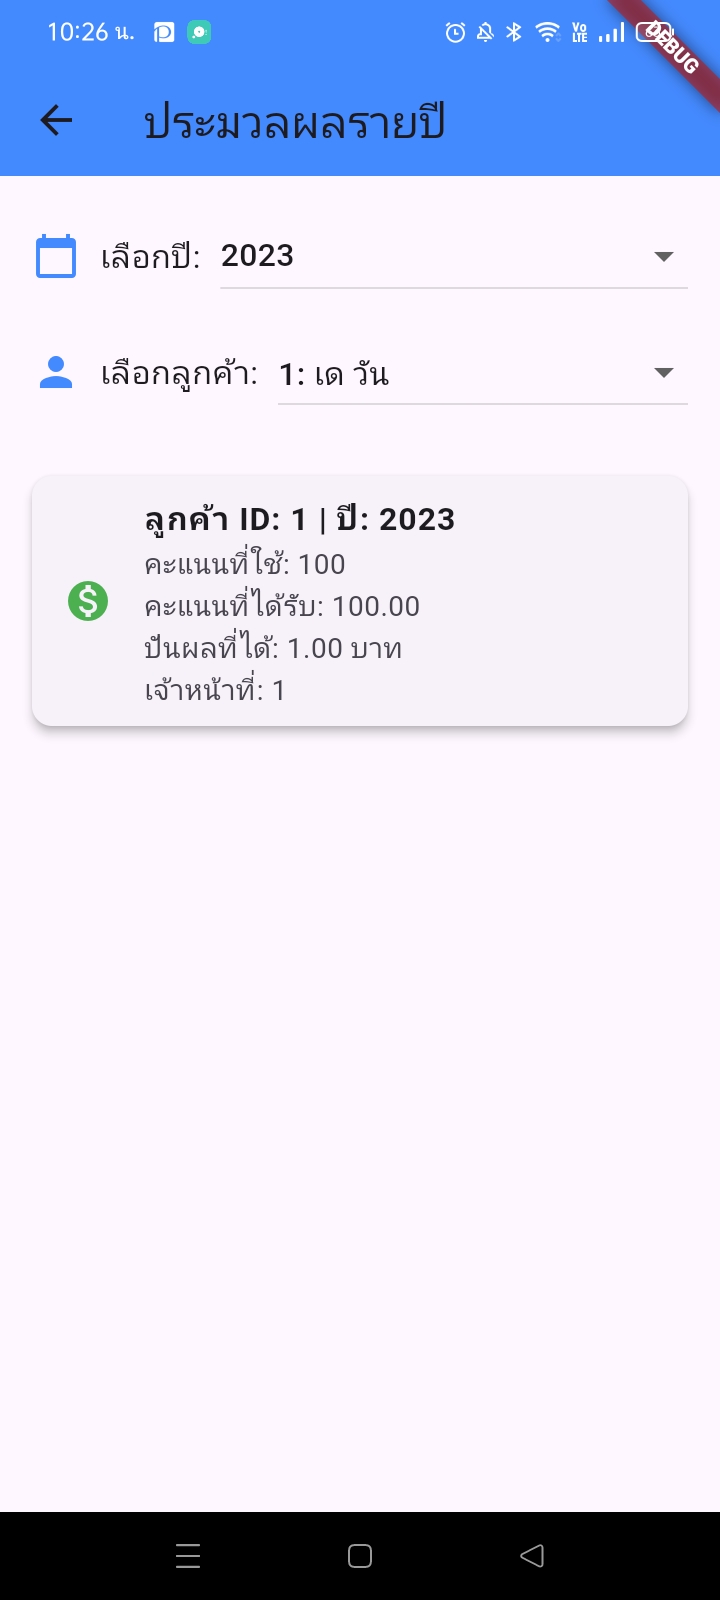 10:26 น.
Vo LTE
DEBUG
ประมวลผลรายปี
เลือกปี: 2023
เลือกลูกค้า: 1: เด วัน
ลูกค้า ID: 1 | ปี: 2023
คะแนนที่ใช้: 100
คะแนนที่ได้รับ: 100.00
ปันผลที่ได้: 1.00 บาท
เจ้าหน้าที่: 1